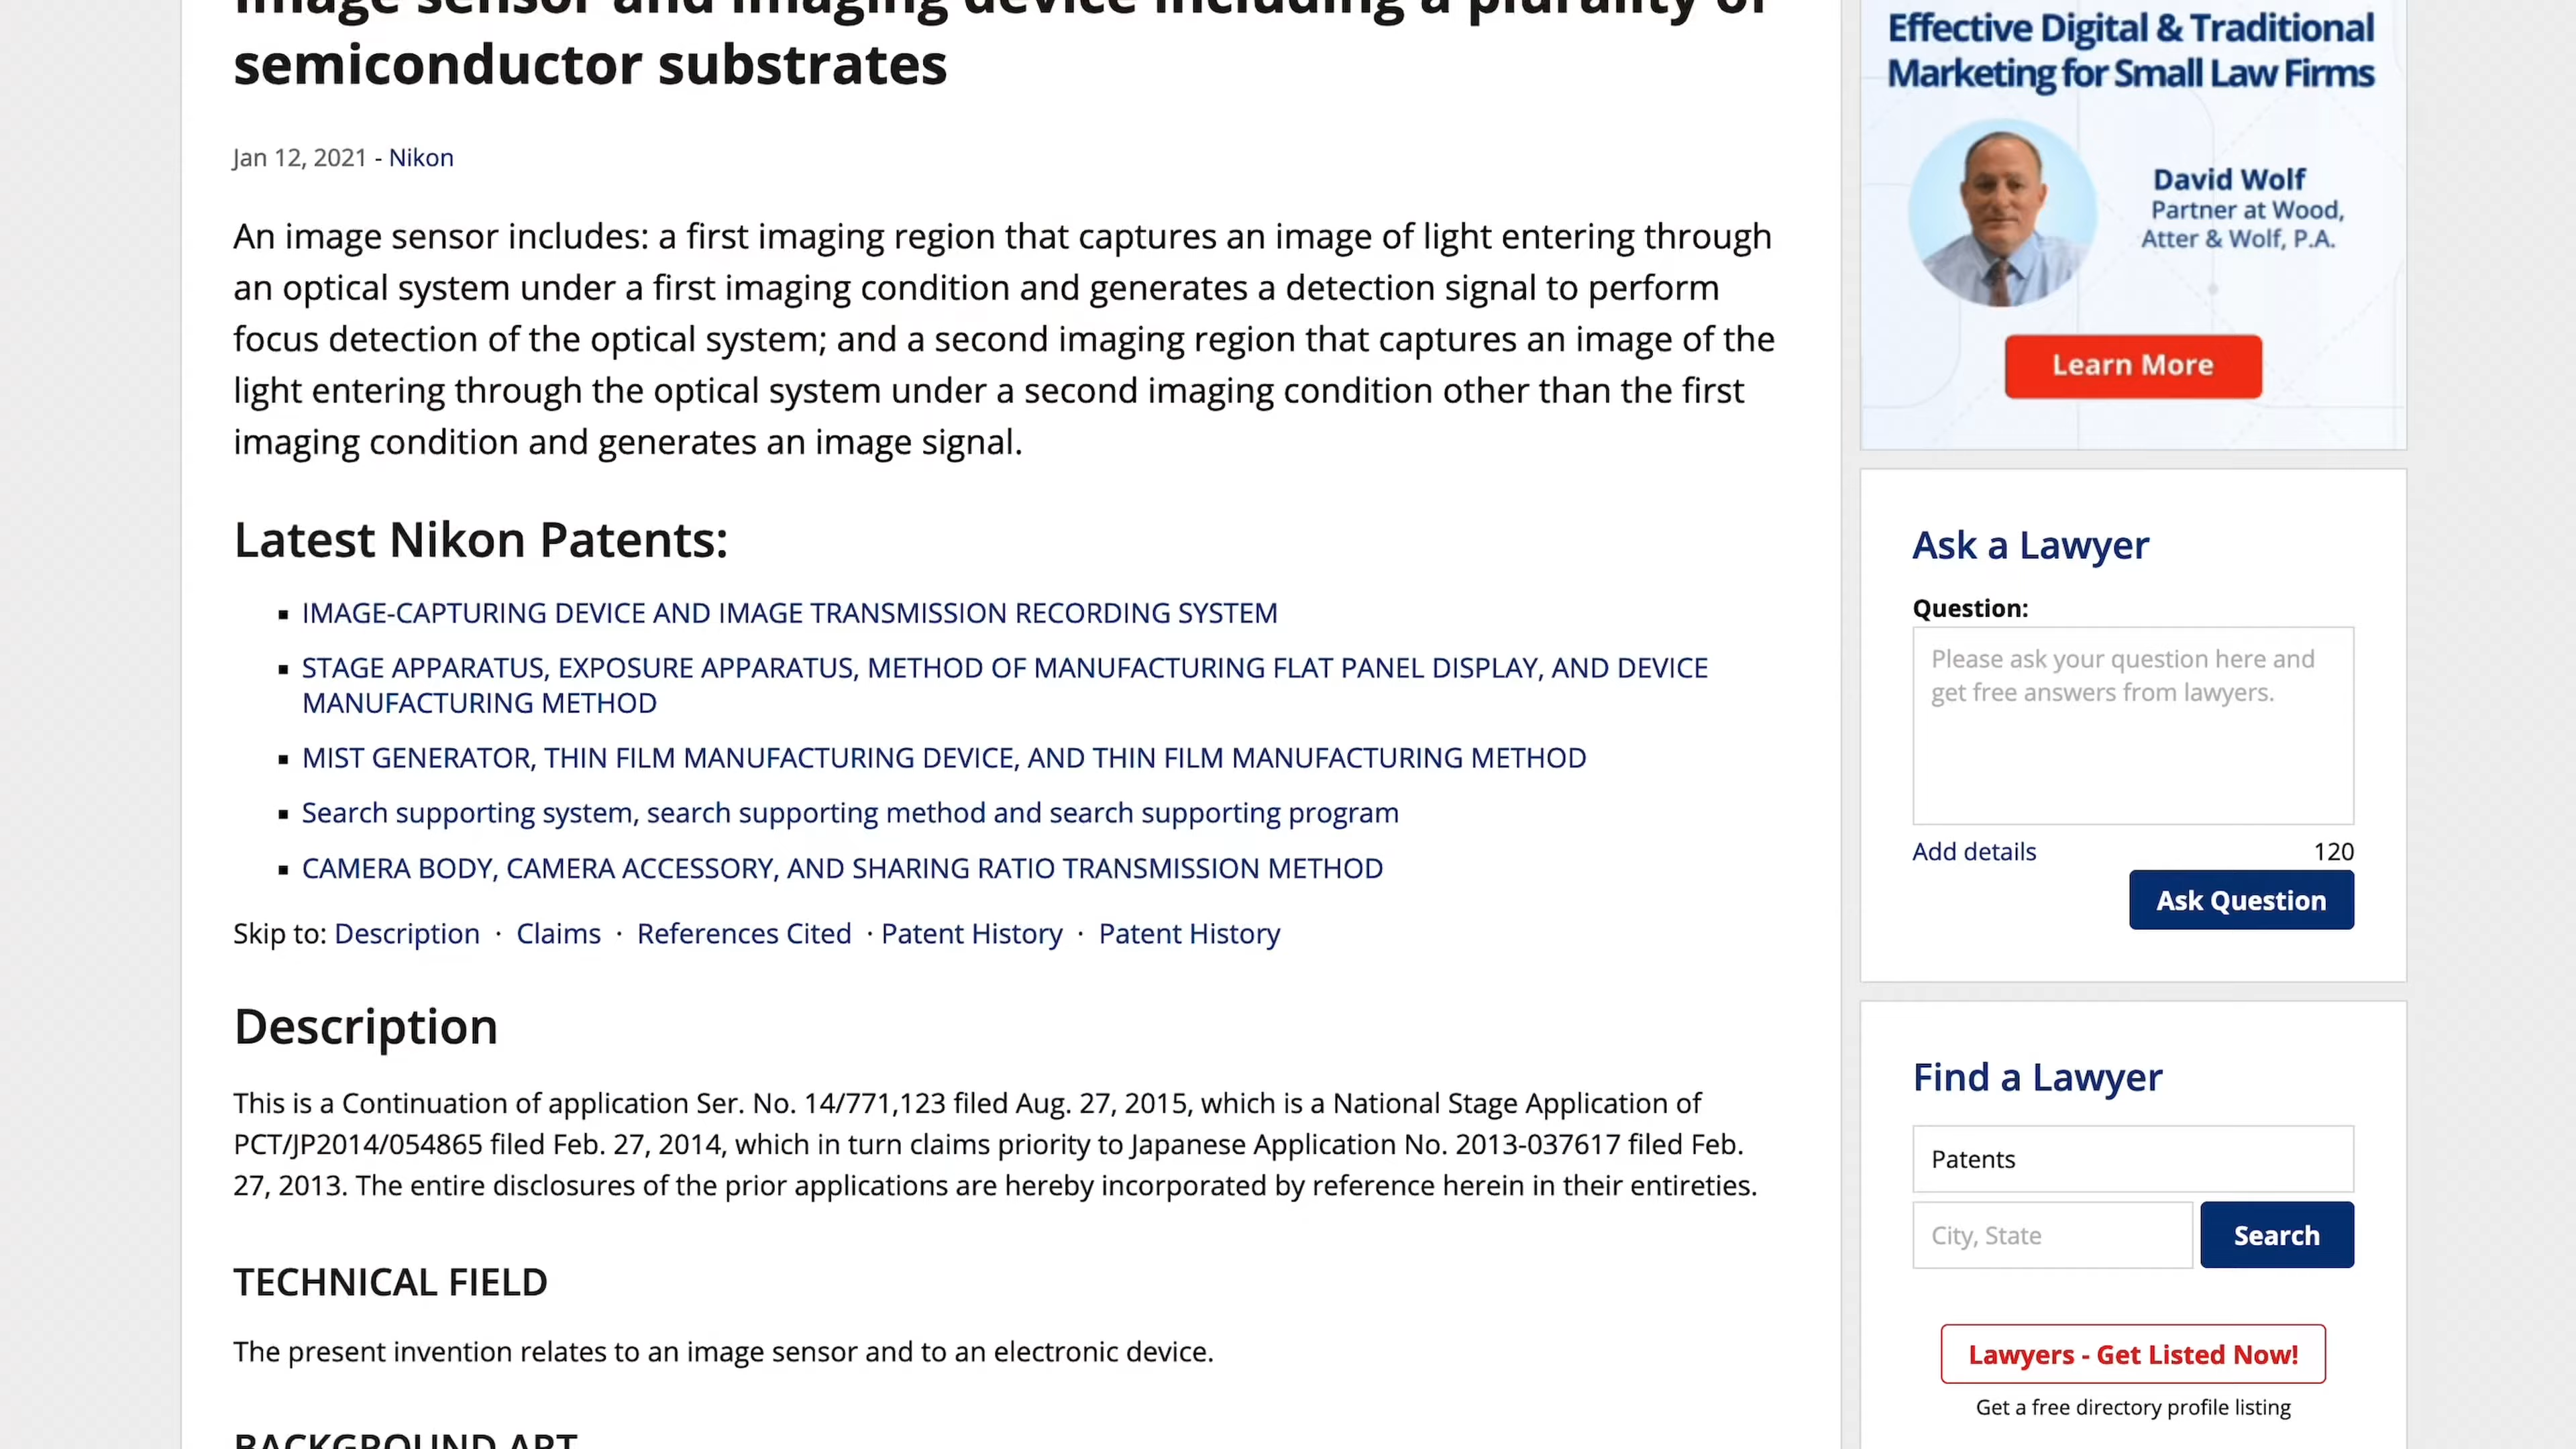 Image sensor and imaging device including a plurality of
semiconductor substrates
Jan 12, 2021 - Nikon
An image sensor includes: a first imaging region that captures an image of light entering through
an optical system under a first imaging condition and generates a detection signal to perform
focus detection of the optical system; and a second imaging region that captures an image of the
light entering through the optical system under a second imaging condition other than the first
imaging condition and generates an image signal.
Latest Nikon Patents:
IMAGE-CAPTURING DEVICE AND IMAGE TRANSMISSION RECORDING SYSTEM
STAGE APPARATUS, EXPOSURE APPARATUS, METHOD OF MANUFACTURING FLAT PANEL DISPLAY, AND DEVICE
MANUFACTURING METHOD
MIST GENERATOR, THIN FILM MANUFACTURING DEVICE, AND THIN FILM MANUFACTURING METHOD
Search supporting system, search supporting method and search supporting program
CAMERA BODY, CAMERA ACCESSORY, AND SHARING RATIO TRANSMISSION METHOD
Skip to: Description · Claims · References Cited · Patent History · Patent History
Description
This is a Continuation of application Ser. No. 14/771,123 filed Aug. 27, 2015, which is a National Stage Application of
PCT/JP2014/054865 filed Feb. 27, 2014, which in turn claims priority to Japanese Application No. 2013-037617 filed Feb.
27, 2013. The entire disclosures of the prior applications are hereby incorporated by reference herein in their entireties.
TECHNICAL FIELD
The present invention relates to an image sensor and to an electronic device.
BACKGROUND ART
Effective Digital & Traditional
Marketing for Small Law Firms
David Wolf
Partner at Wood,
Atter & Wolf, P.A.
Learn More
Ask a Lawyer
Question:
Please ask your question here and
get free answers from lawyers.
Add details 120
Ask Question
Find a Lawyer
Patents
City, State
Search
Lawyers - Get Listed Now!
Get a free directory profile listing